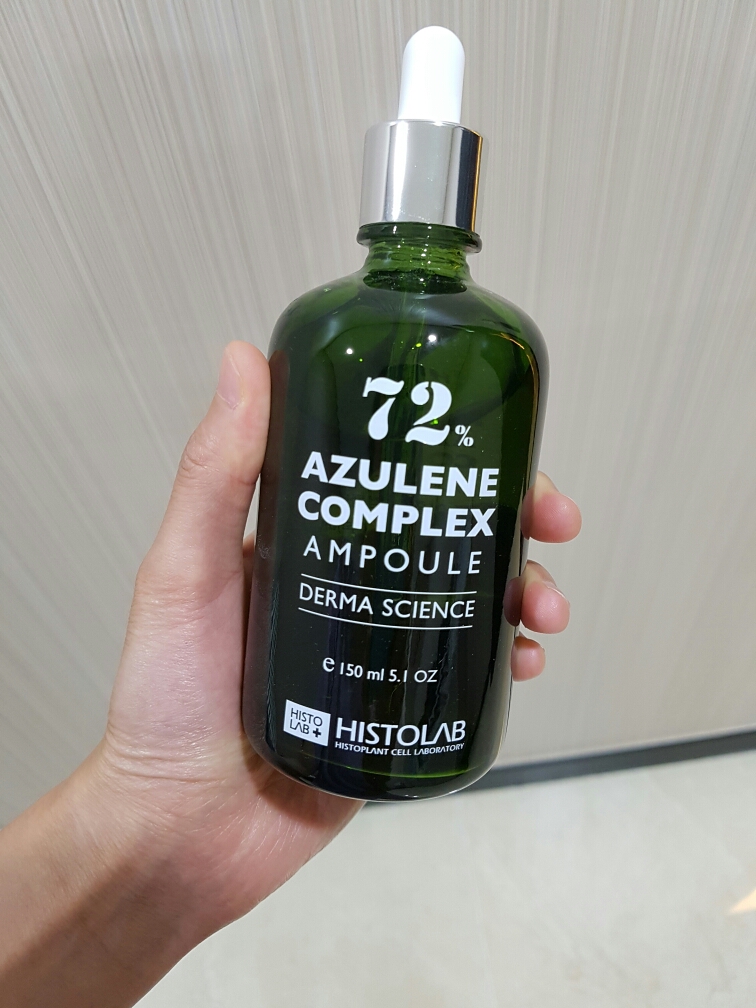 72%
AZULENE
COMPLEX
AMPOULE
DERMA SCIENCE
e 150 ml 5.1 OZ
HISTO
LAB+
HISTOLAB
HISTOPLANT CELL LABORATORY